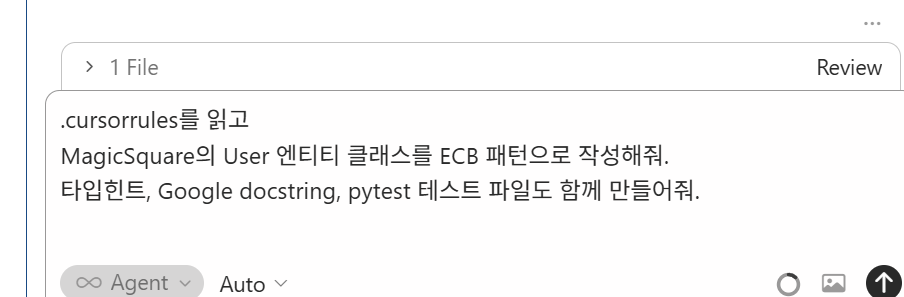 1 File
Review
.cursorrules를 읽고
MagicSquare의 User 엔티티 클래스를 ECB 패턴으로 작성해줘.
타입힌트, Google docstring, pytest 테스트 파일도 함께 만들어줘.
Agent
Auto